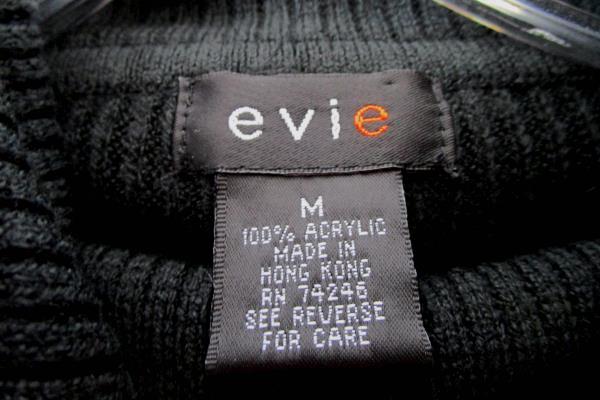 evie
M
100% ACRYLIC
MADE IN
HONG KONG
RN 74246
SEE REVERSE
FOR CARE